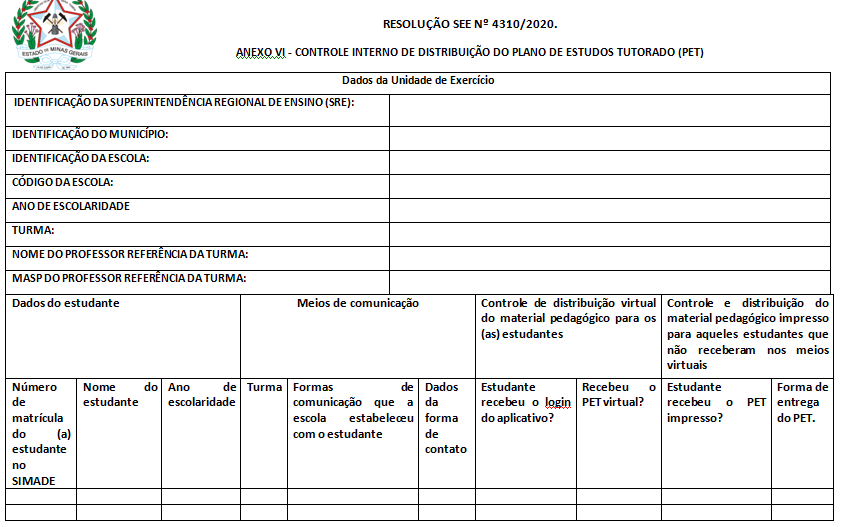 ESTADO DE MINAS GERAIS
RESOLUÇÃO SEE Nº 4310/2020.
ANEXO VI - CONTROLE INTERNO DE DISTRIBUIÇÃO DO PLANO DE ESTUDOS TUTORADO (PET)
Dados da Unidade de Exercício
IDENTIFICAÇÃO DA SUPERINTENDÊNCIA REGIONAL DE ENSINO (SRE):
IDENTIFICAÇÃO DO MUNICÍPIO:
IDENTIFICAÇÃO DA ESCOLA:
CÓDIGO DA ESCOLA:
ANO DE ESCOLARIDADE
TURMA:
NOME DO PROFESSOR REFERÊNCIA DA TURMA:
MASP DO PROFESSOR REFERÊNCIA DA TURMA:
Dados do estudante
Meios de comunicação
Controle de distribuição virtual
do material pedagógico para os
(as) estudantes
Controle e distribuição do
material pedagógico impresso
para aqueles estudantes que
não receberam nos meios
virtuais
Número
de
matrícula
do (a)
estudante
no
SIMADE
Nome do
estudante
Ano de
escolaridade
Turma
Formas de
comunicação que a
escola estabeleceu
com o estudante
Dados
da
forma
de
contato
Estudante
recebeu o login
do aplicativo?
Recebeu o
PET virtual?
Estudante
recebeu o PET
impresso?
Forma de
entrega
do PET.